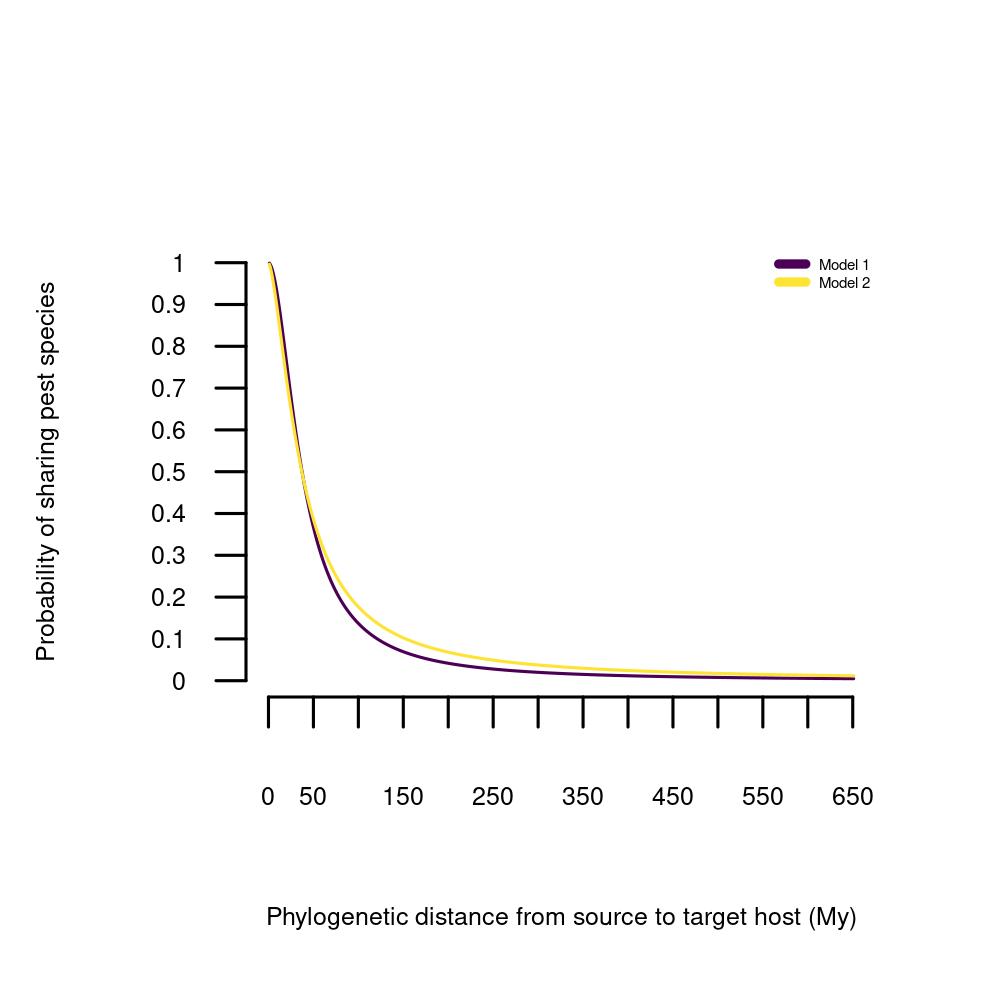 Model 1
Model 2
Probability of sharing pest species
1
0.9
0.8
0.7
0.6
0.5
0.4
0.3
0.2
0.1
0
0 50 150 250 350 450 550 650
Phylogenetic distance from source to target host (My)